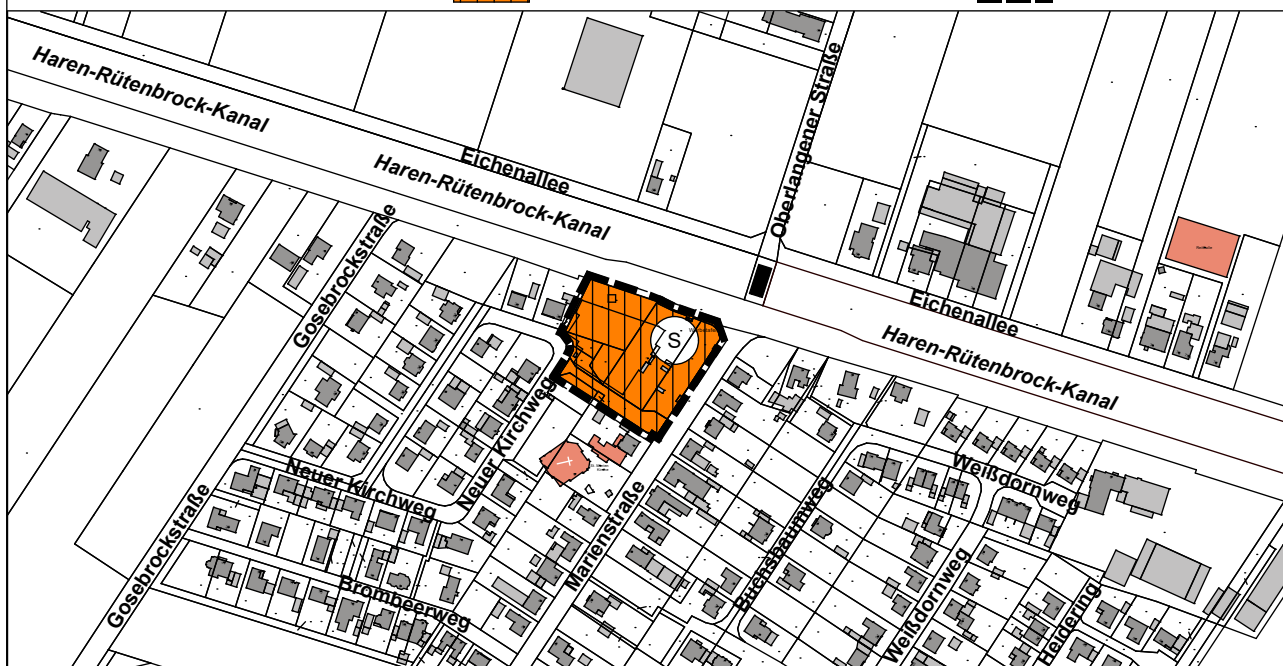 Haren-Rütenbrock-Kanal
Eichenallee
Haren-Rütenbrock-Kanal
Oberlangener Straße
Gosebrockstraße
S
Eichenallee
Haren-Rütenbrock-Kanal
Neuer Kirchweg
Neuer Kirchweg
Gosebrockstraße
Brombeerweg
Marienstraße
Buchsbaumweg
Weißdornweg
Weißdornweg
Heidering